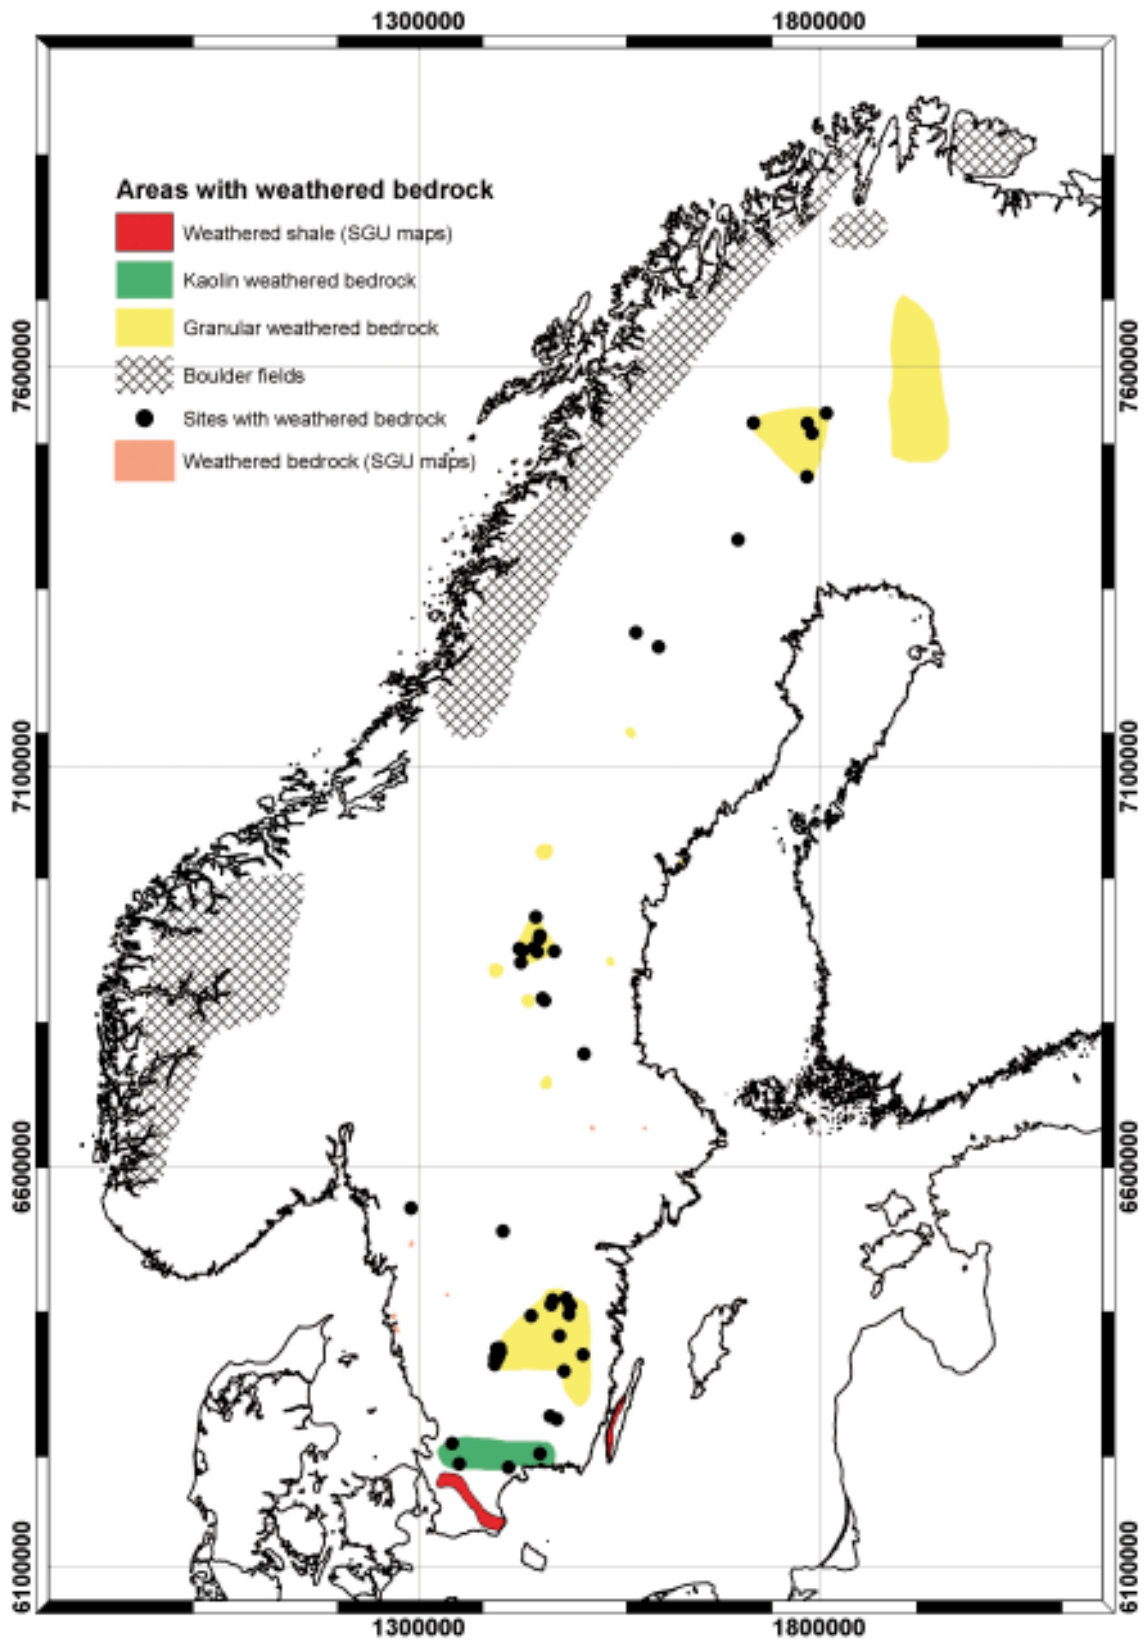 1300000 1800000
Areas with weathered bedrock
Weathered shale (SGU maps)
Kaolin weathered bedrock
Granular weathered bedrock
Boulder fields
Sites with weathered bedrock
Weathered bedrock (SGU maps)
7600000 7600000
7100000 7100000
6600000 6600000
6100000 6100000
1300000 1800000